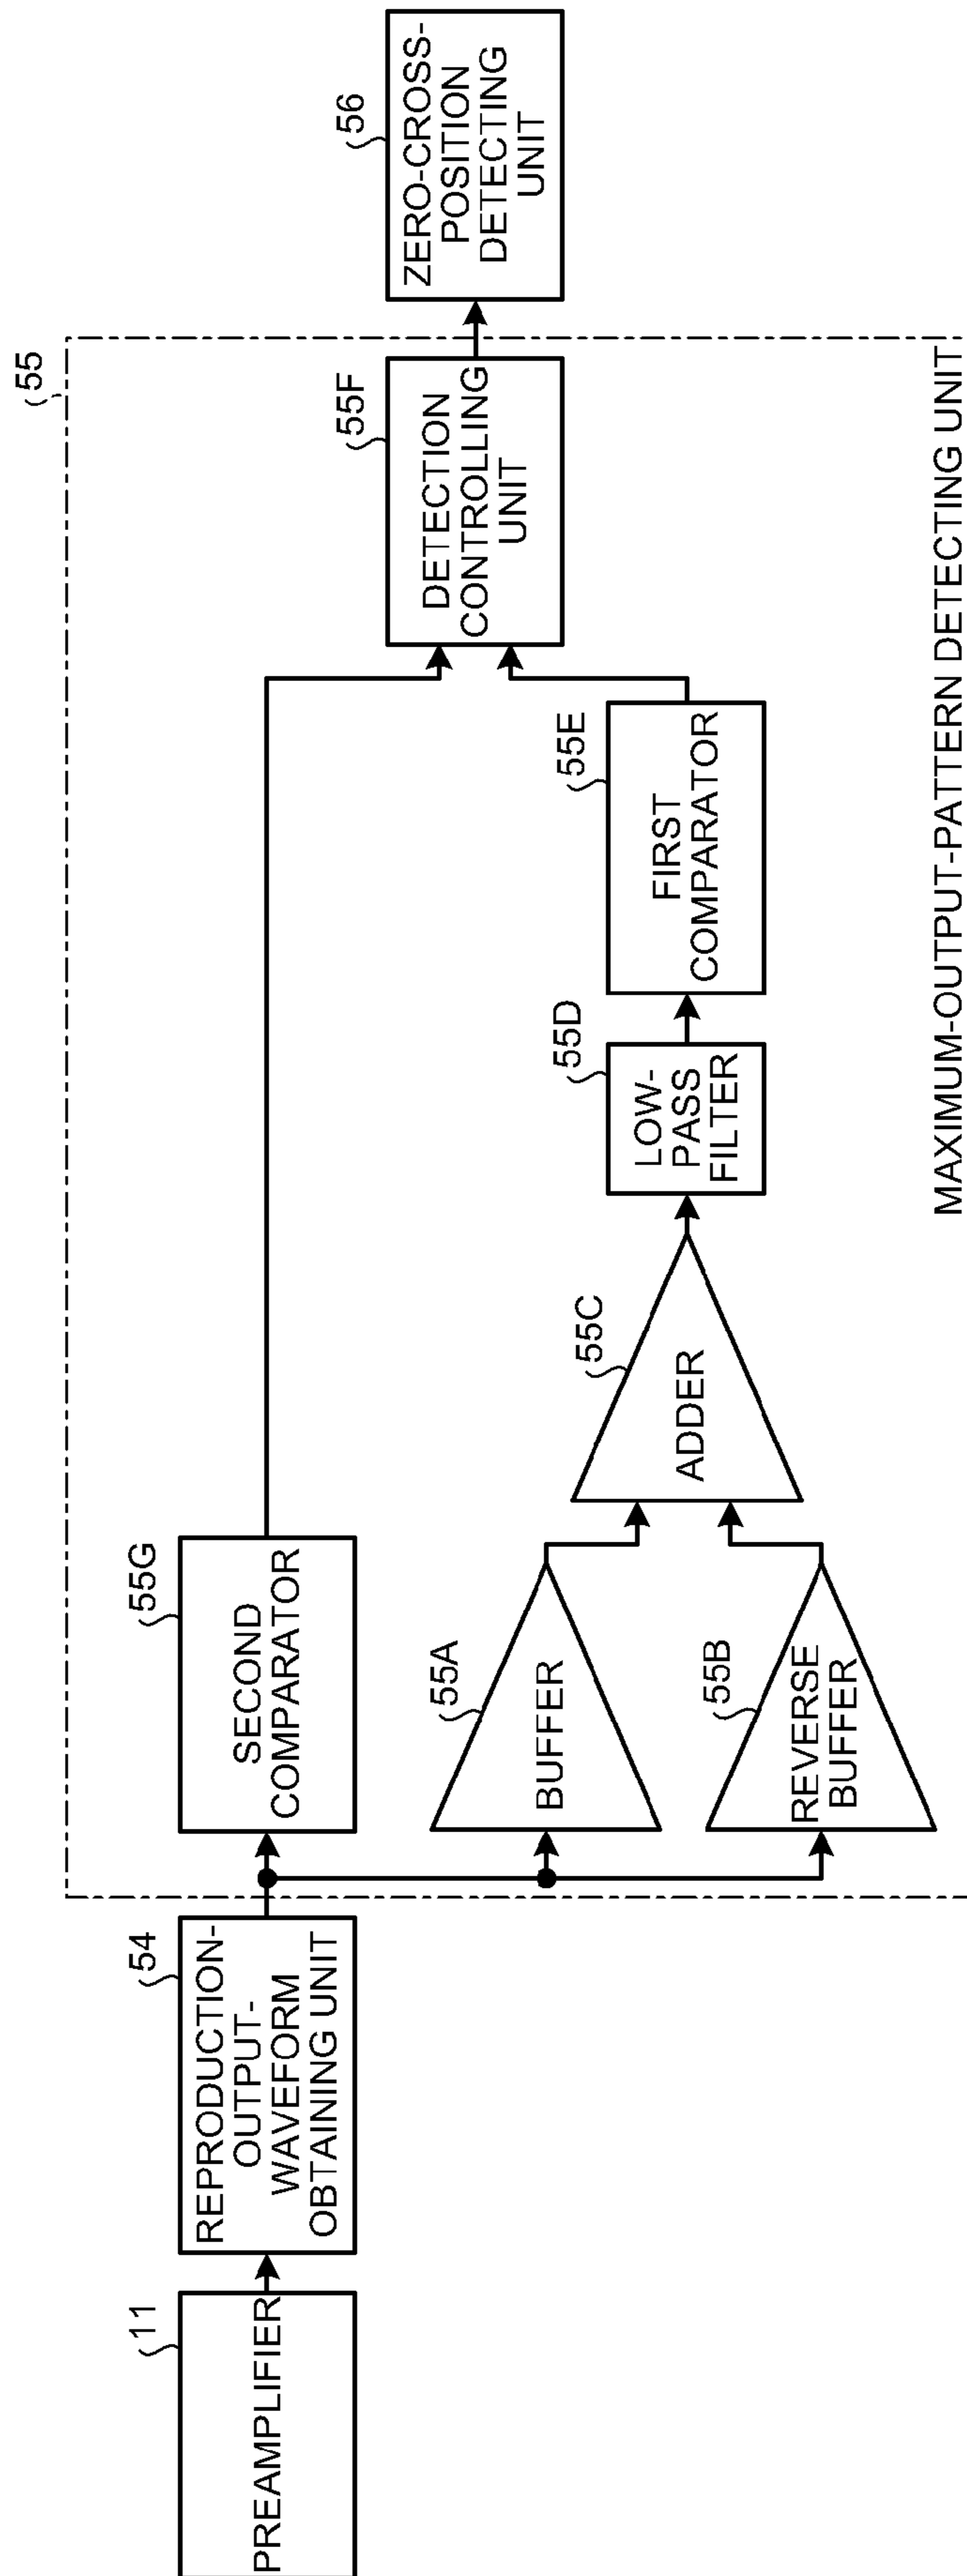 11
PREAMPLIFIER
54
REPRODUCTION-
OUTPUT-
WAVEFORM
OBTAINING UNIT
55
55G
SECOND
COMPARATOR
55A
BUFFER
55B
REVERSE
BUFFER
55C
ADDER
55D
LOW-
PASS
FILTER
55E
FIRST
COMPARATOR
55F
DETECTION
CONTROLLING
UNIT
MAXIMUM-OUTPUT-PATTERN DETECTING UNIT
56
ZERO-CROSS-
POSITION
DETECTING
UNIT